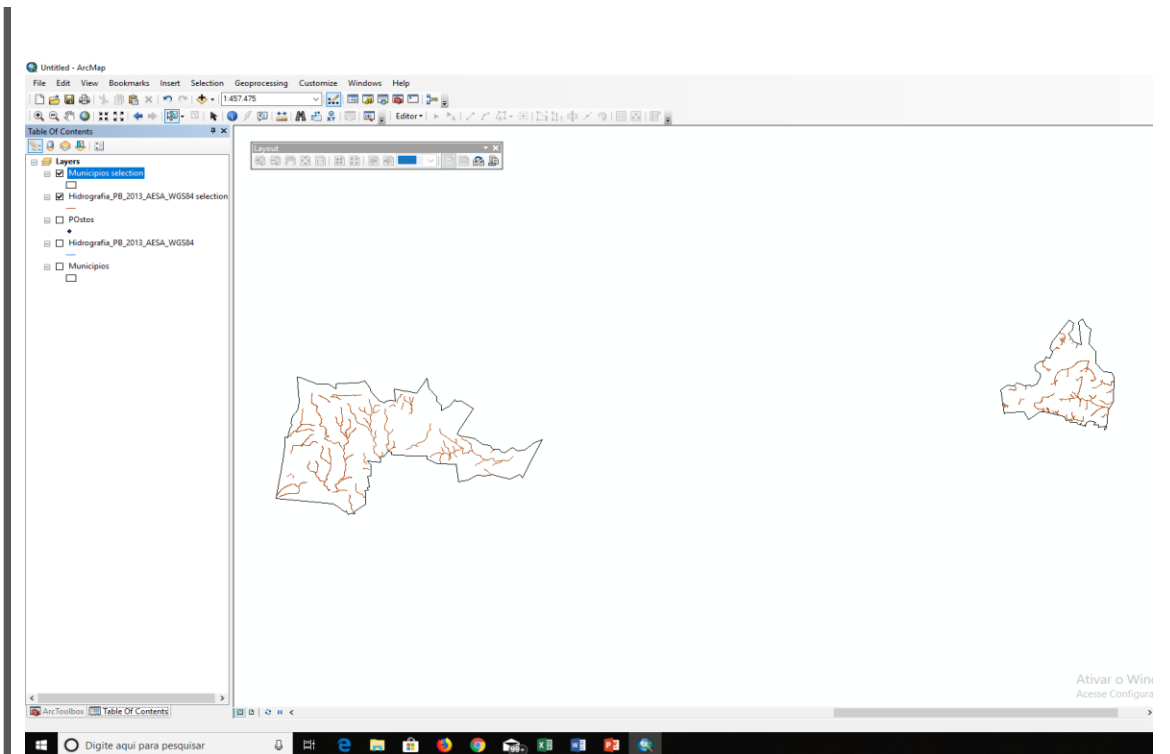 Untitled - ArcMap
File Edit View Bookmarks Insert Selection Geoprocessing Customize Windows Help
1:457.475
Editor
Table Of Contents
Layout
Layers
Municipios selection
Hidrografia_PB_2013_AESA_WGS84 selection
POstos
Hidrografia_PB_2013_AESA_WGS84
Municipios
Ativar o Wind
Acesse Configura
ArcToolbox Table Of Contents
Digite aqui para pesquisar
99+